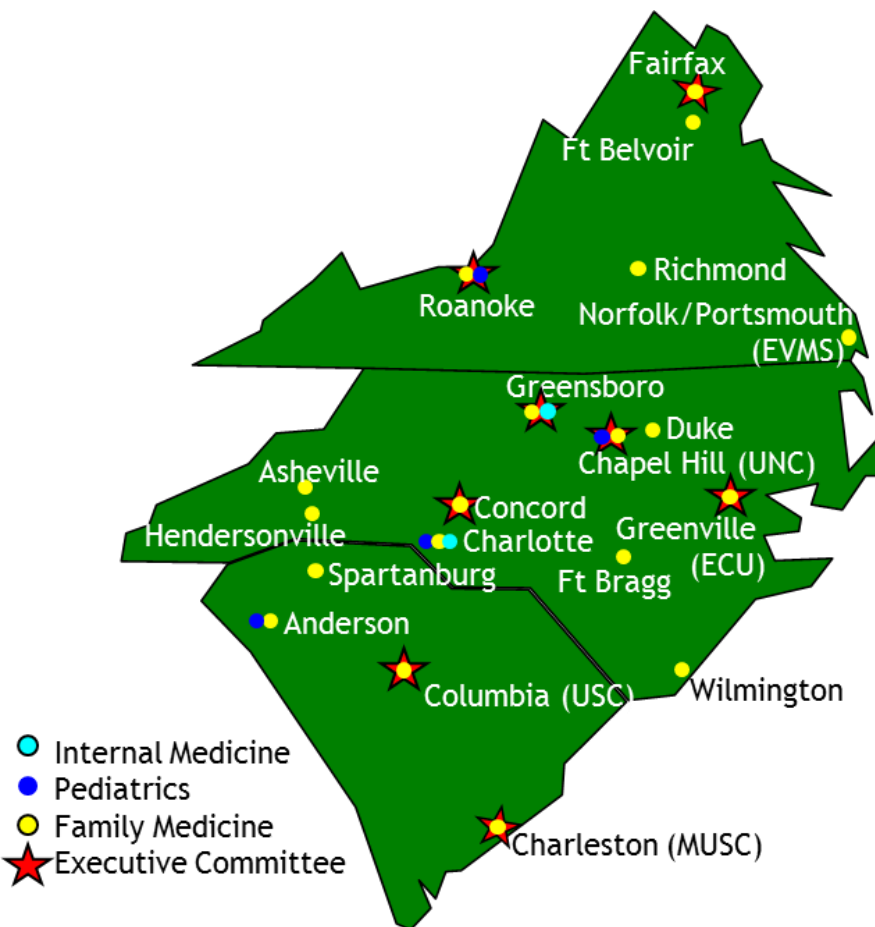 Fairfax
Ft Belvoir
Roanoke
Richmond
Norfolk/Portsmouth
(EVMS)
Greensboro
Duke
Chapel Hill (UNC)
Asheville
Concord
Hendersonville
Charlotte
Greenville
(ECU)
Spartanburg
Ft Bragg
Anderson
Columbia (USC)
Wilmington
Internal Medicine
Pediatrics
Family Medicine
Executive Committee
Charleston (MUSC)